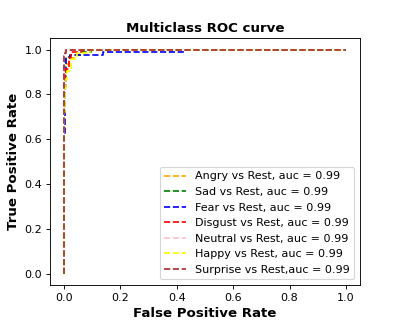 Multiclass ROC curve
True Positive Rate
1.0
0.8
0.6
0.4
0.2
0.0
Angry vs Rest, auc = 0.99
Sad vs Rest, auc = 0.99
Fear vs Rest, auc = 0.99
Disgust vs Rest, auc = 0.99
Neutral vs Rest, auc = 0.99
Happy vs Rest, auc = 0.99
Surprise vs Rest,auc = 0.99
0.0 0.2 0.4 0.6 0.8 1.0
False Positive Rate